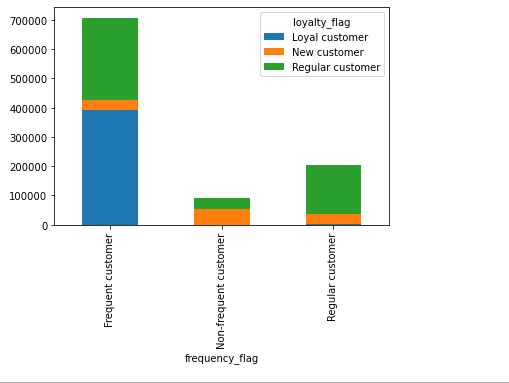 700000
600000
500000
400000
300000
200000
100000
0
loyalty_flag
Loyal customer
New customer
Regular customer
Frequent customer
Non-frequent customer
Regular customer
frequency_flag